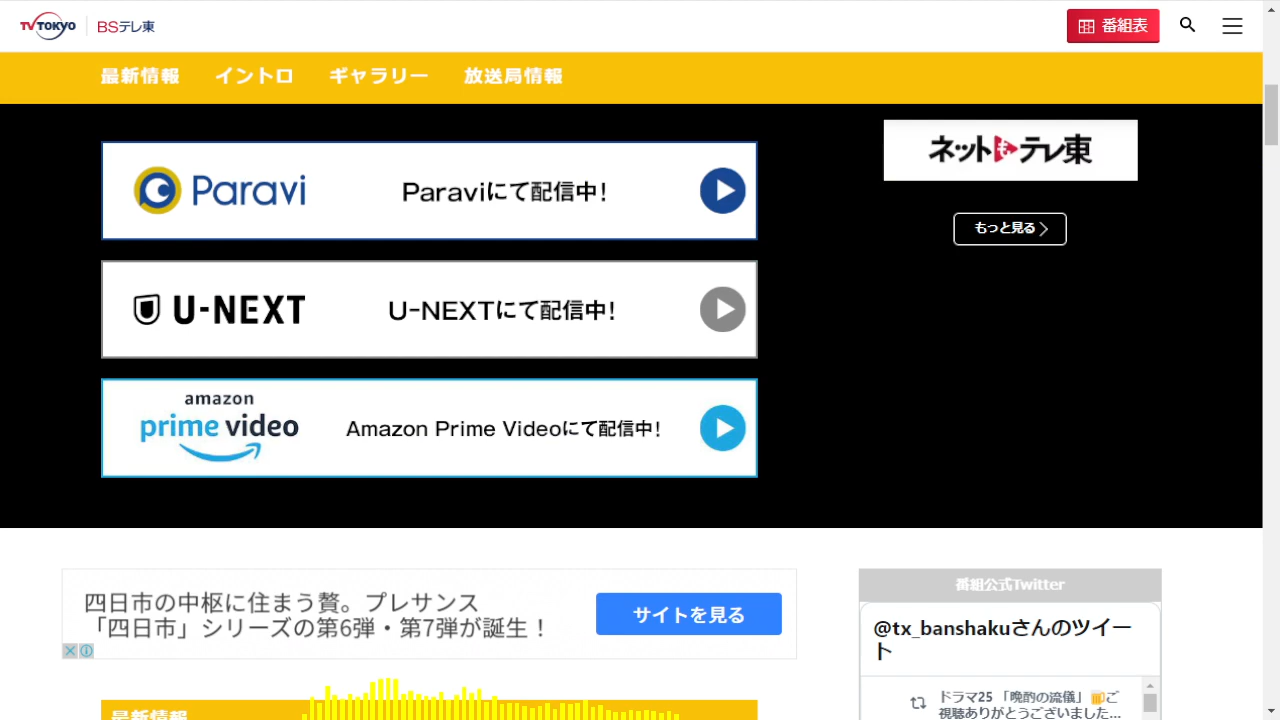 TV TOKYO
BSテレ東
番組表
最新情報 イントロ ギャラリー 放送局情報
Paravi Paraviにて配信中!
U-NEXT U-NEXTにて配信中!
amazon
prime video Amazon Prime Videoにて配信中!
ネットもテレ東
もっと見る
四日市の中枢に住まう贅。プレサンス
「四日市」シリーズの第6弾・第7弾が誕生！
サイトを見る
最新情報
番組公式Twitter
@tx_banshakuさんのツイー
ト
ドラマ25 「晩酌の流儀」🍺ご
視聴ありがとうございました...